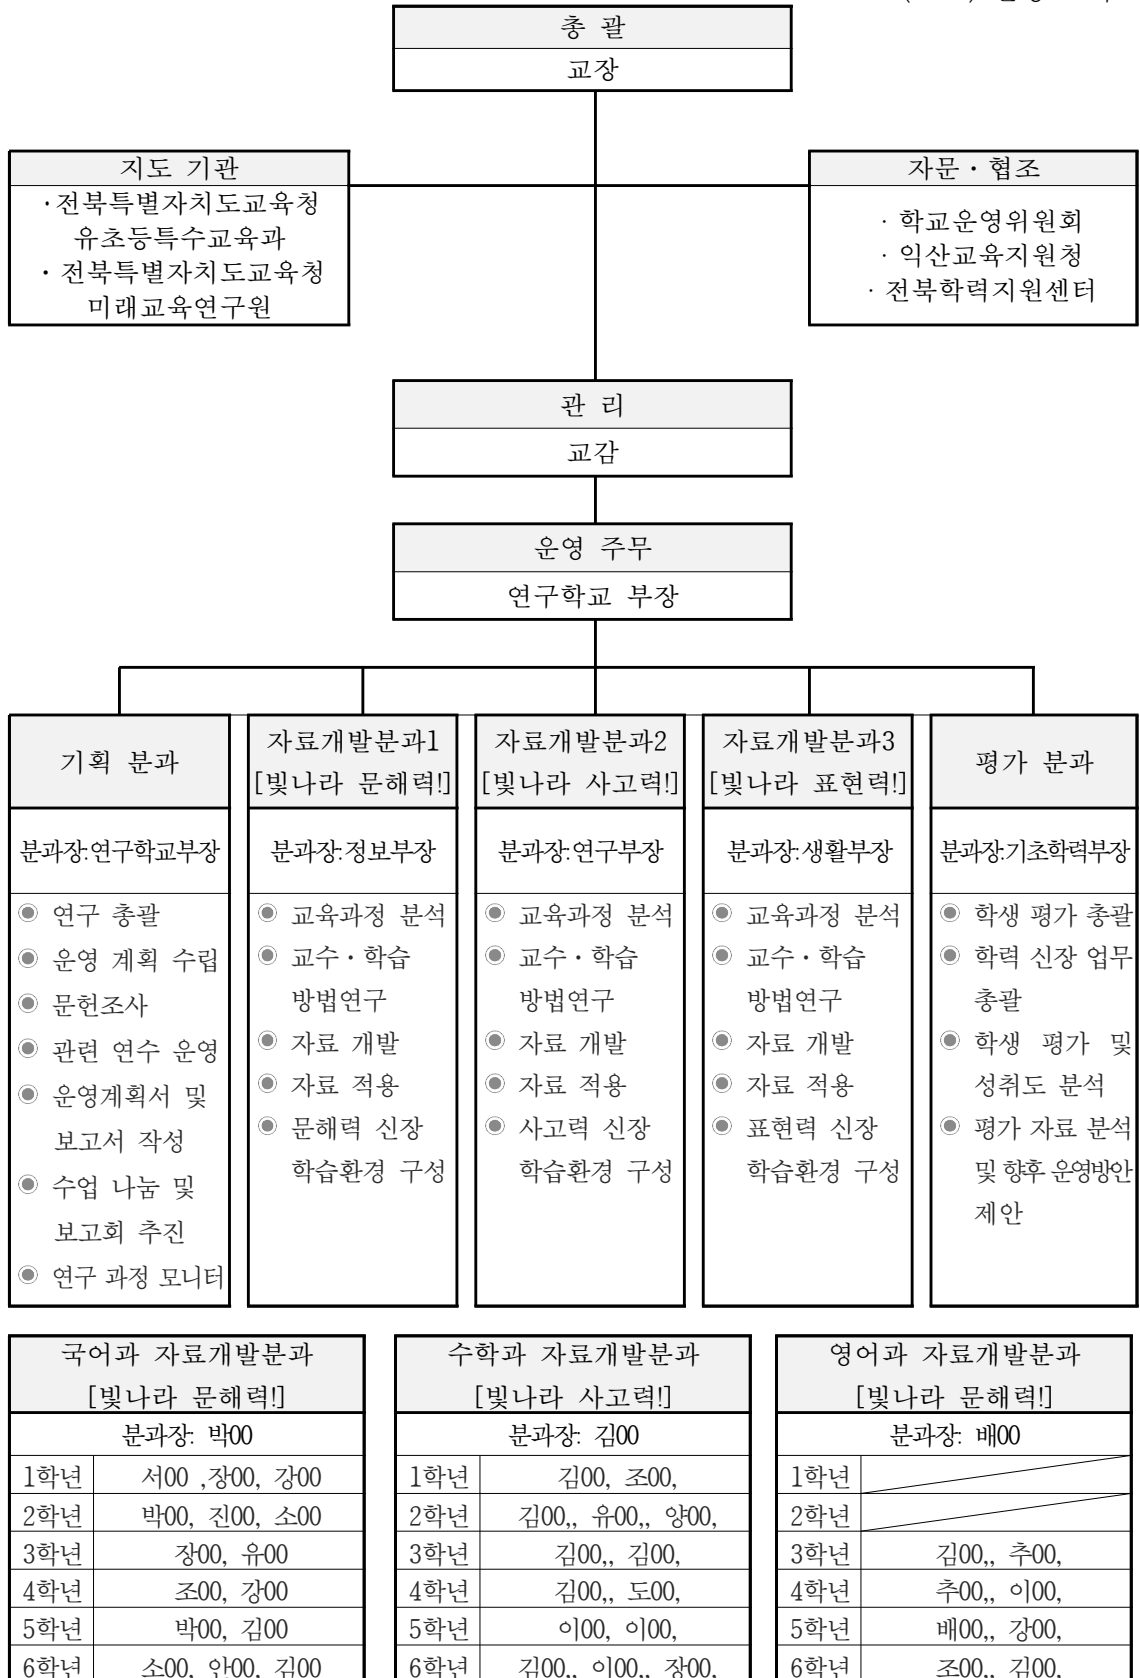 총 괄
교장
지도 기관
·전북특별자치도교육청
유초등특수교육과
·전북특별자치도교육청
미래교육연구원
자문·협조
· 학교운영위원회
· 익산교육지원청
· 전북학력지원센터
관 리
교감
운영 주무
연구학교 부장
기획 분과
분과장:연구학교부장
◉ 연구 총괄
◉ 운영 계획 수립
◉ 문헌조사
◉ 관련 연수 운영
◉ 운영계획서 및
보고서 작성
◉ 수업 나눔 및
보고회 추진
◉ 연구 과정 모니터
자료개발분과1
[빛나라 문해력!]
분과장:정보부장
◉ 교육과정 분석
◉ 교수·학습
방법연구
◉ 자료 개발
◉ 자료 적용
◉ 문해력 신장
학습환경 구성
자료개발분과2
[빛나라 사고력!]
분과장:연구부장
◉ 교육과정 분석
◉ 교수·학습
방법연구
◉ 자료 개발
◉ 자료 적용
◉ 사고력 신장
학습환경 구성
자료개발분과3
[빛나라 표현력!]
분과장:생활부장
◉ 교육과정 분석
◉ 교수·학습
방법연구
◉ 자료 개발
◉ 자료 적용
◉ 표현력 신장
학습환경 구성
평가 분과
분과장:기초학력부장
◉ 학생 평가 총괄
◉ 학력 신장 업무
총괄
◉ 학생 평가 및
성취도 분석
◉ 평가 자료 분석
및 향후 운영방안
제안
국어과 자료개발분과
[빛나라 문해력!]
분과장: 박00
1학년 서00 ,장00, 강00
2학년 박00, 진00, 소00
3학년 장00, 유00
4학년 조00, 강00
5학년 박00, 김00
6학년 소00, 안00, 김00
수학과 자료개발분과
[빛나라 사고력!]
분과장: 김00
1학년 김00, 조00,
2학년 김00,, 유00,, 양00,
3학년 김00,, 김00,
4학년 김00,, 도00,
5학년 이00, 이00,
6학년 김00,, 이00,, 장00,
영어과 자료개발분과
[빛나라 문해력!]
분과장: 배00
1학년
2학년
3학년 김00,, 추00,
4학년 추00,, 이00,
5학년 배00,, 강00,
6학년 조00,, 김00,